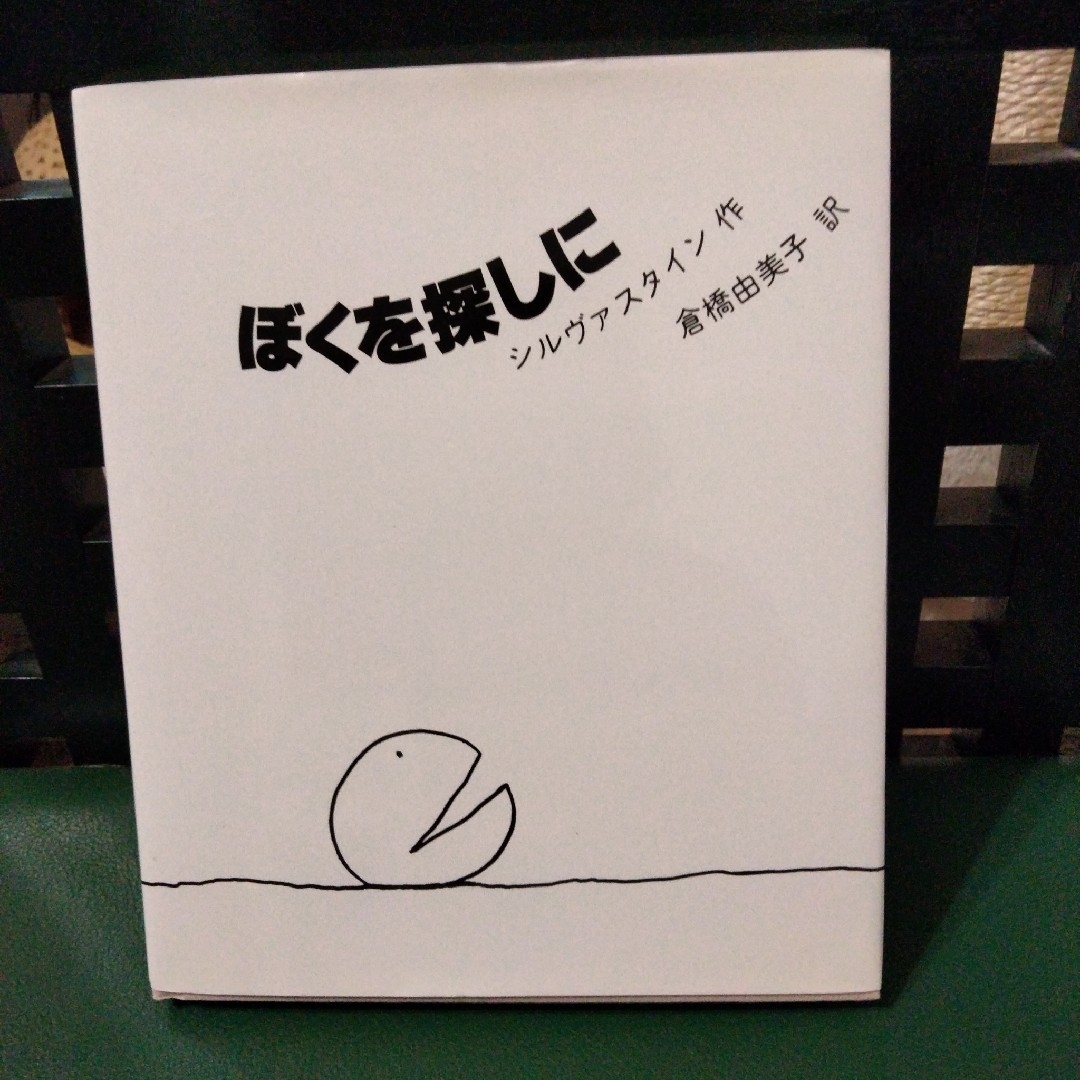 ぼくを探しに
シルヴァスタイン 作
倉橋由美子 訳